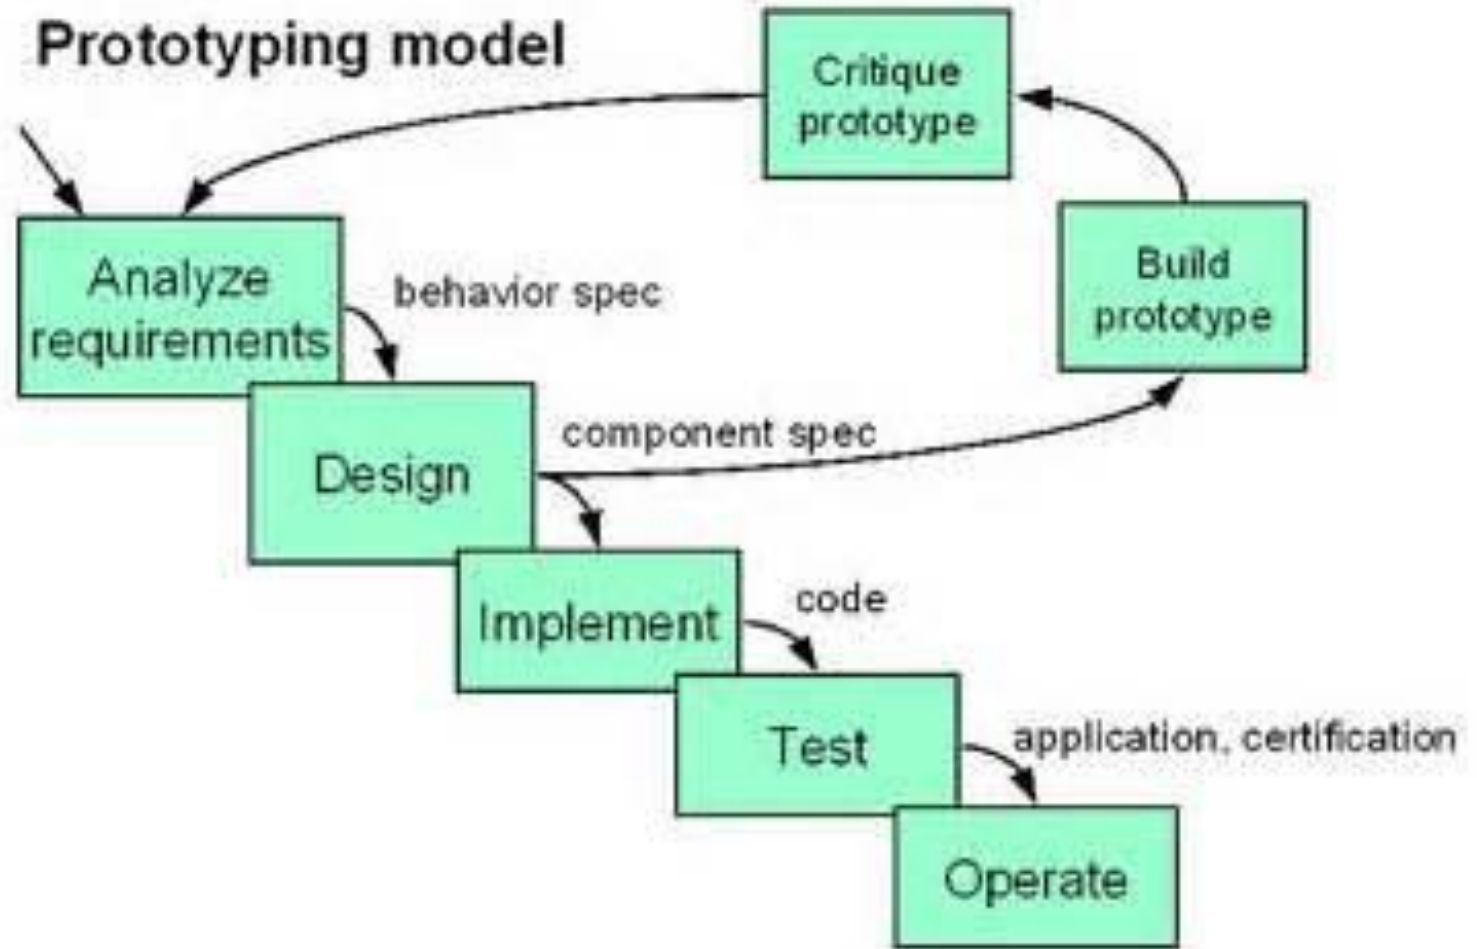 Prototyping model
Critique
prototype
Build
prototype
Analyze
requirements
behavior spec
component spec
Design
Implement
code
Test
application, certification
Operate